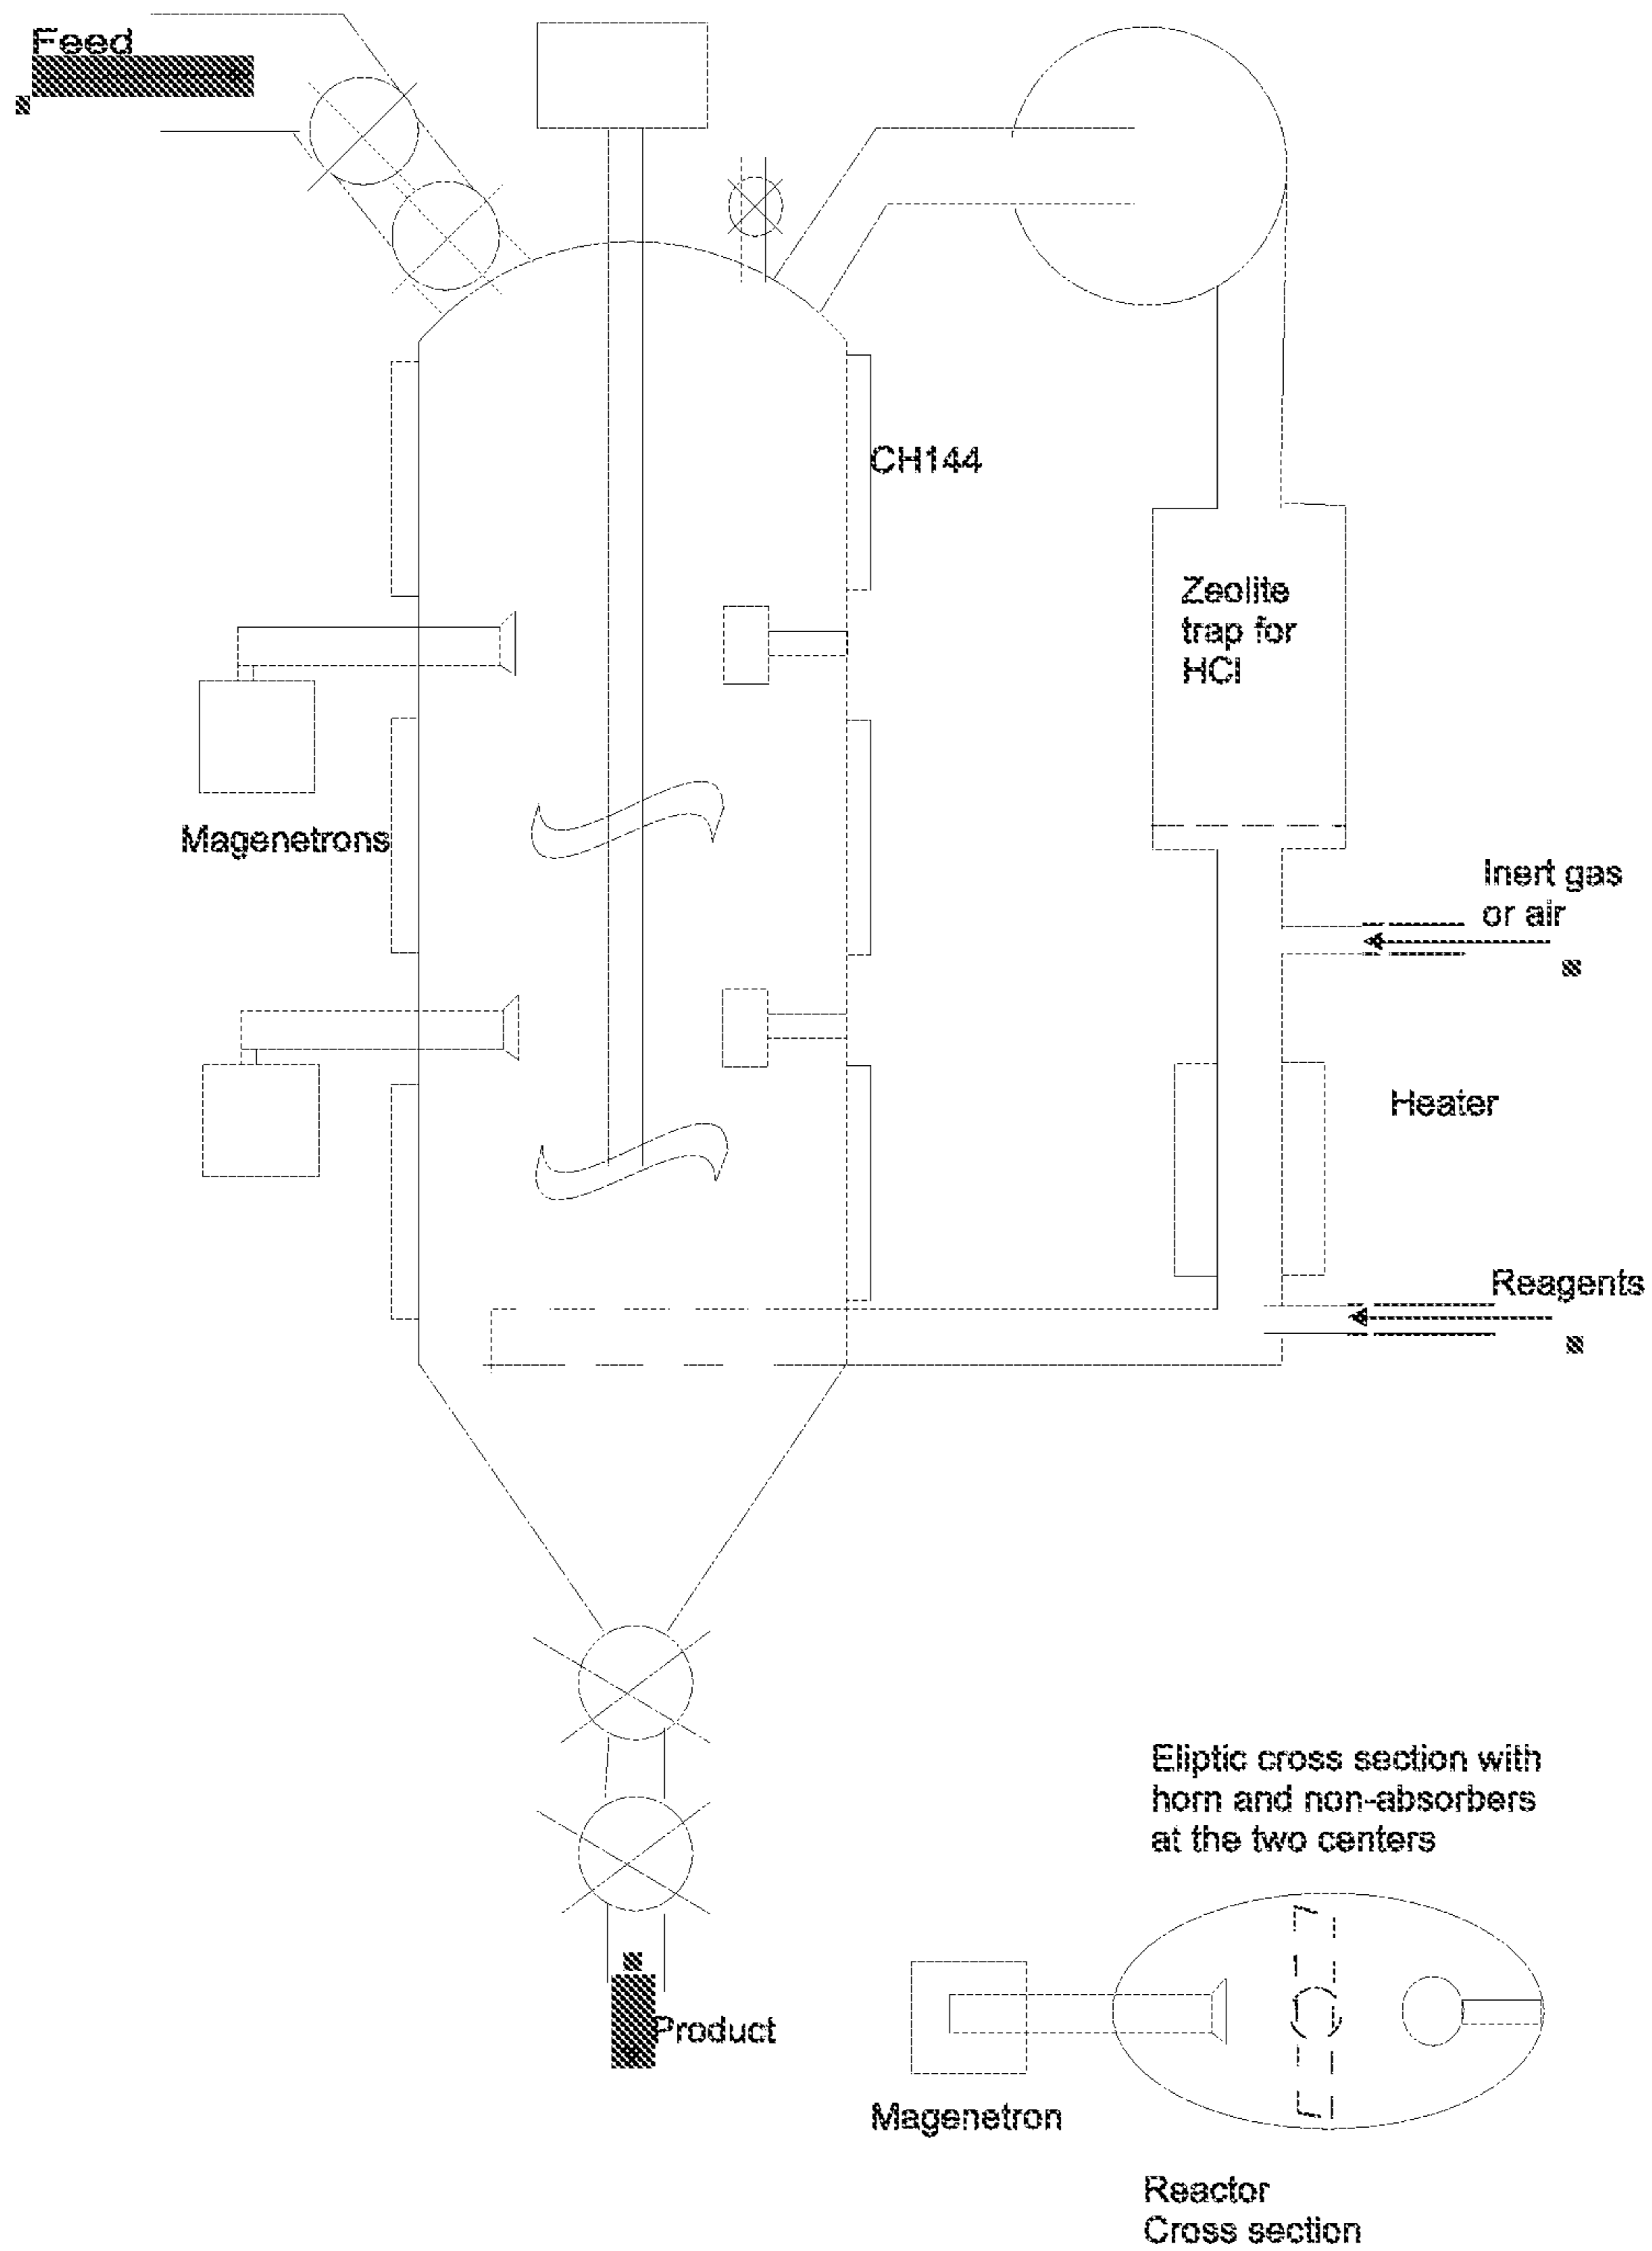 Feed
CH144
Zeolite
trap for
HCl
Magenetrons
Inert gas
or air
Heater
Reagents
Eliptic cross section with
horn and non-absorbers
at the two centers
Product
Magenetron
Reactor
Cross section